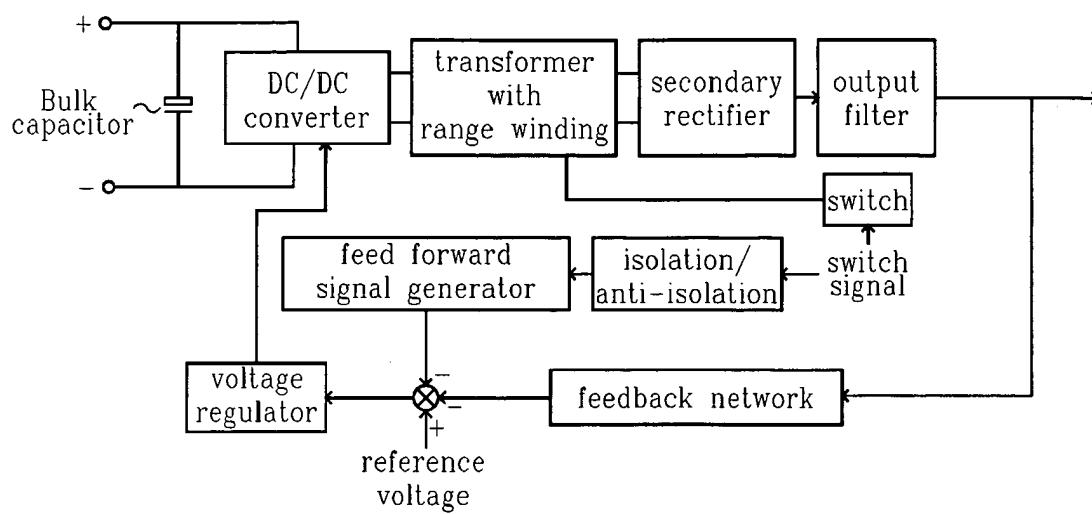 +
Bulk
capacitor
-
DC/DC
converter
transformer
with
range winding
secondary
rectifier
output
filter
switch
switch
signal
isolation/
anti-isolation
feed forward
signal generator
voltage
regulator
-
-
+
feedback network
reference
voltage